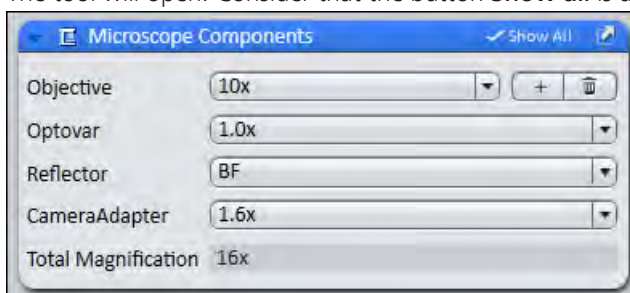 Microscope Components Show All
Objective 10x +
Optovar 1.0x
Reflector BF
CameraAdapter 1.6x
Total Magnification 16x